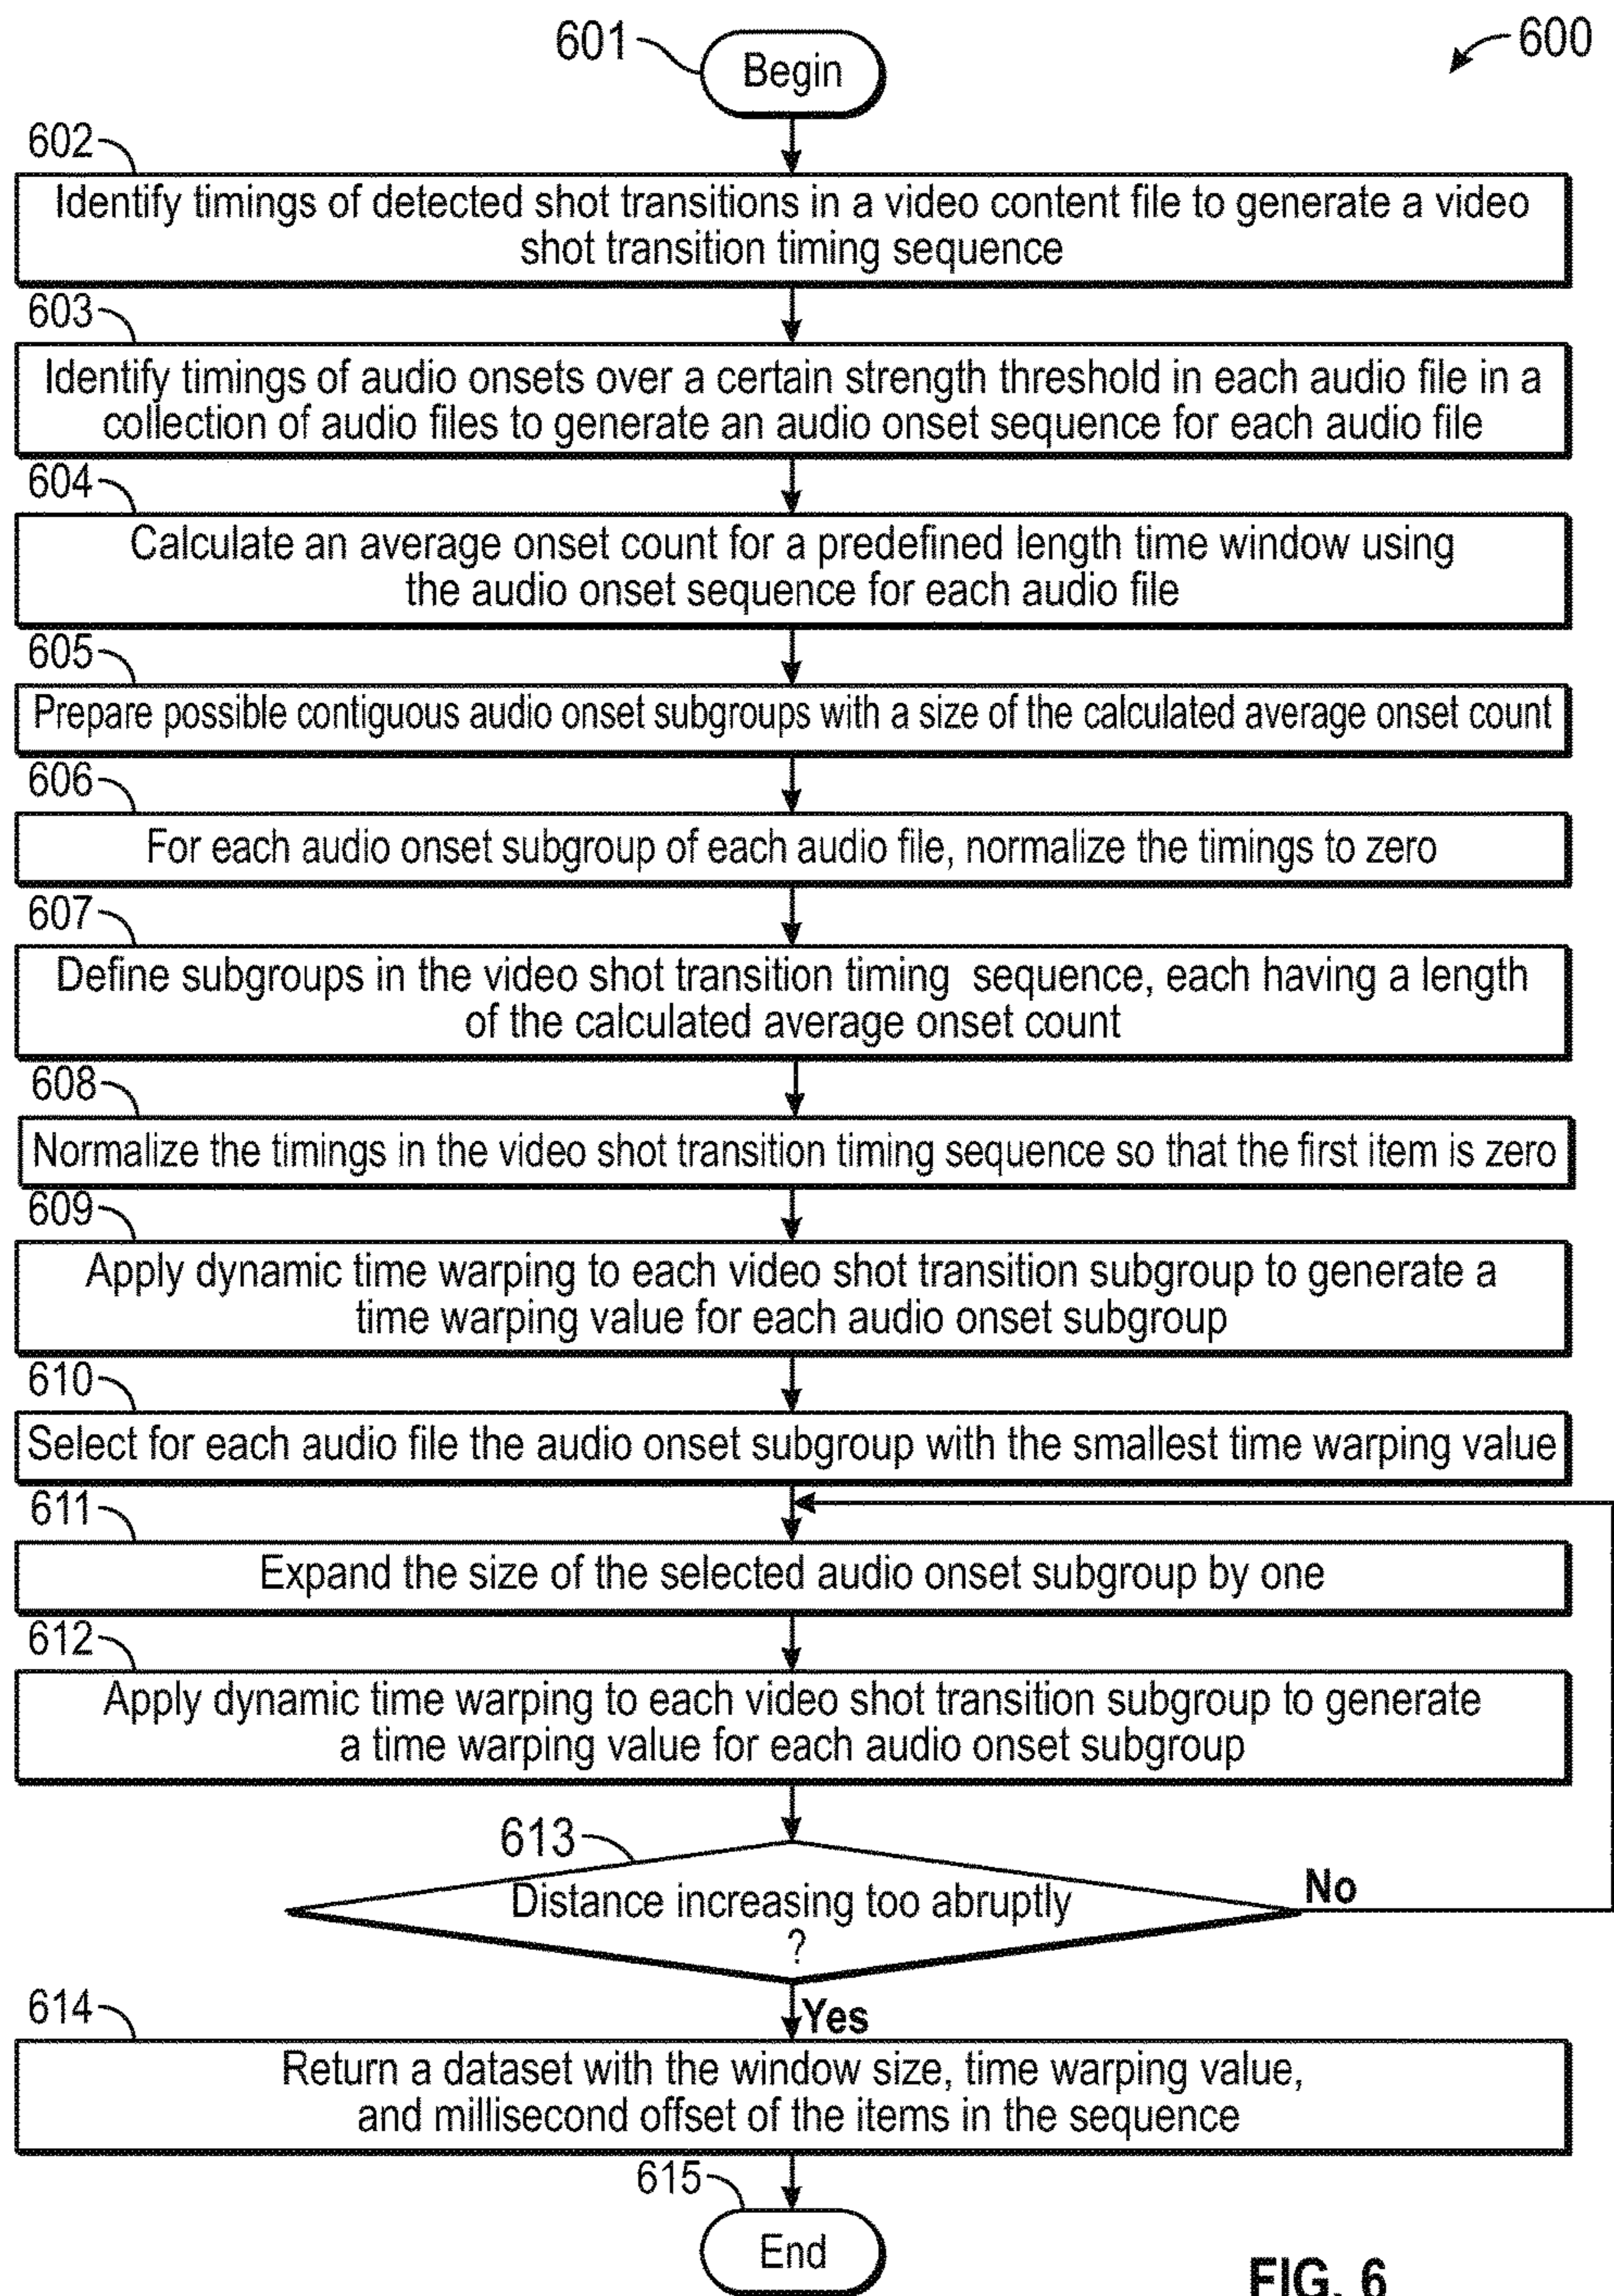 601
Begin
600
602
Identify timings of detected shot transitions in a video content file to generate a video
shot transition timing sequence
603
Identify timings of audio onsets over a certain strength threshold in each audio file in a
collection of audio files to generate an audio onset sequence for each audio file
604
Calculate an average onset count for a predefined length time window using
the audio onset sequence for each audio file
605
Prepare possible contiguous audio onset subgroups with a size of the calculated average onset count
606
For each audio onset subgroup of each audio file, normalize the timings to zero
607
Define subgroups in the video shot transition timing sequence, each having a length
of the calculated average onset count
608
Normalize the timings in the video shot transition timing sequence so that the first item is zero
609
Apply dynamic time warping to each video shot transition subgroup to generate a
time warping value for each audio onset subgroup
610
Select for each audio file the audio onset subgroup with the smallest time warping value
611
Expand the size of the selected audio onset subgroup by one
612
Apply dynamic time warping to each video shot transition subgroup to generate
a time warping value for each audio onset subgroup
613
Distance increasing too abruptly
?
No
Yes
614
Return a dataset with the window size, time warping value,
and millisecond offset of the items in the sequence
615
End
FIG. 6